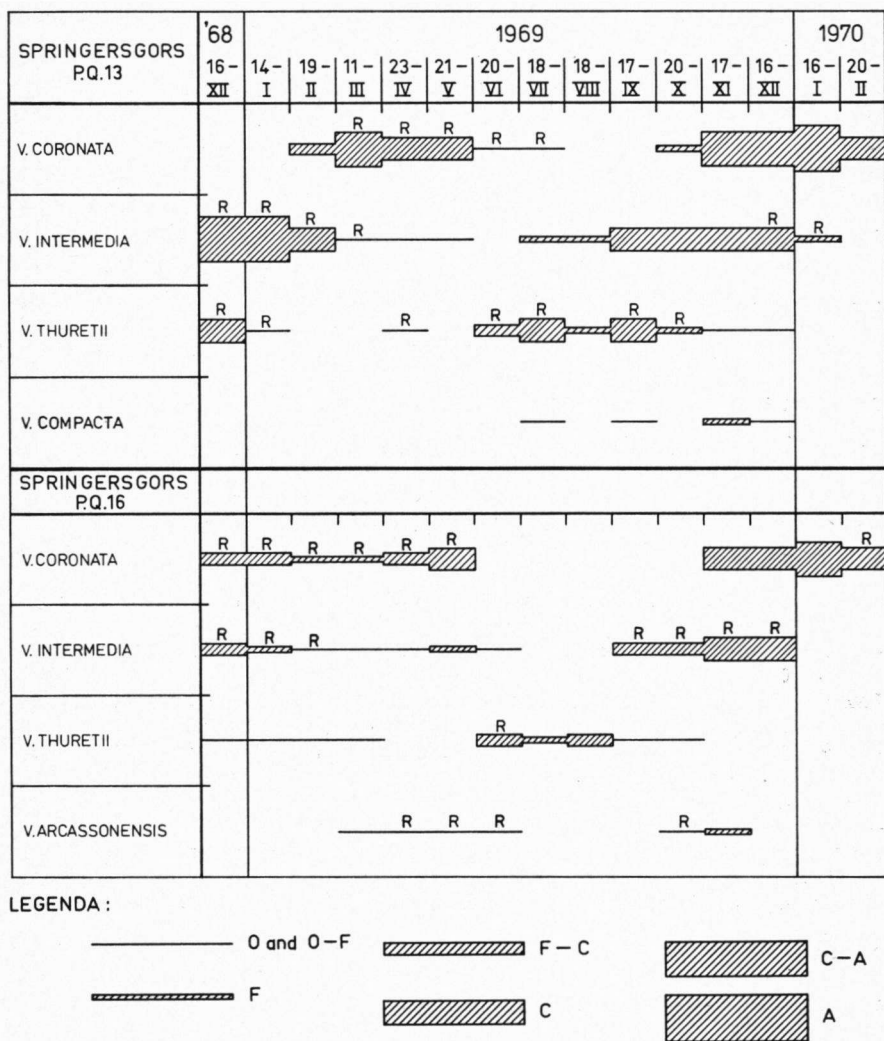 SPRINGERSGORS
P.Q.13
'68 1969 1970
16- 14- 19- 11- 23- 21- 20- 18- 18- 17- 20- 17- 16- 16- 20-
XII I II III IV V VI VII VIII IX X XI XII I II
R R R R R
V. CORONATA
R R R R R R
V. INTERMEDIA
R R R R R R R
V. THURETII
V. COMPACTA
SPRINGERSGORS
P.Q.16
R R R R R R R
V. CORONATA
R R R R R R R
V. INTERMEDIA
R
V. THURETII
R R R R
V. ARCASSONENSIS
LEGENDA :
O and O-F
F-C
C-A
F
C
A